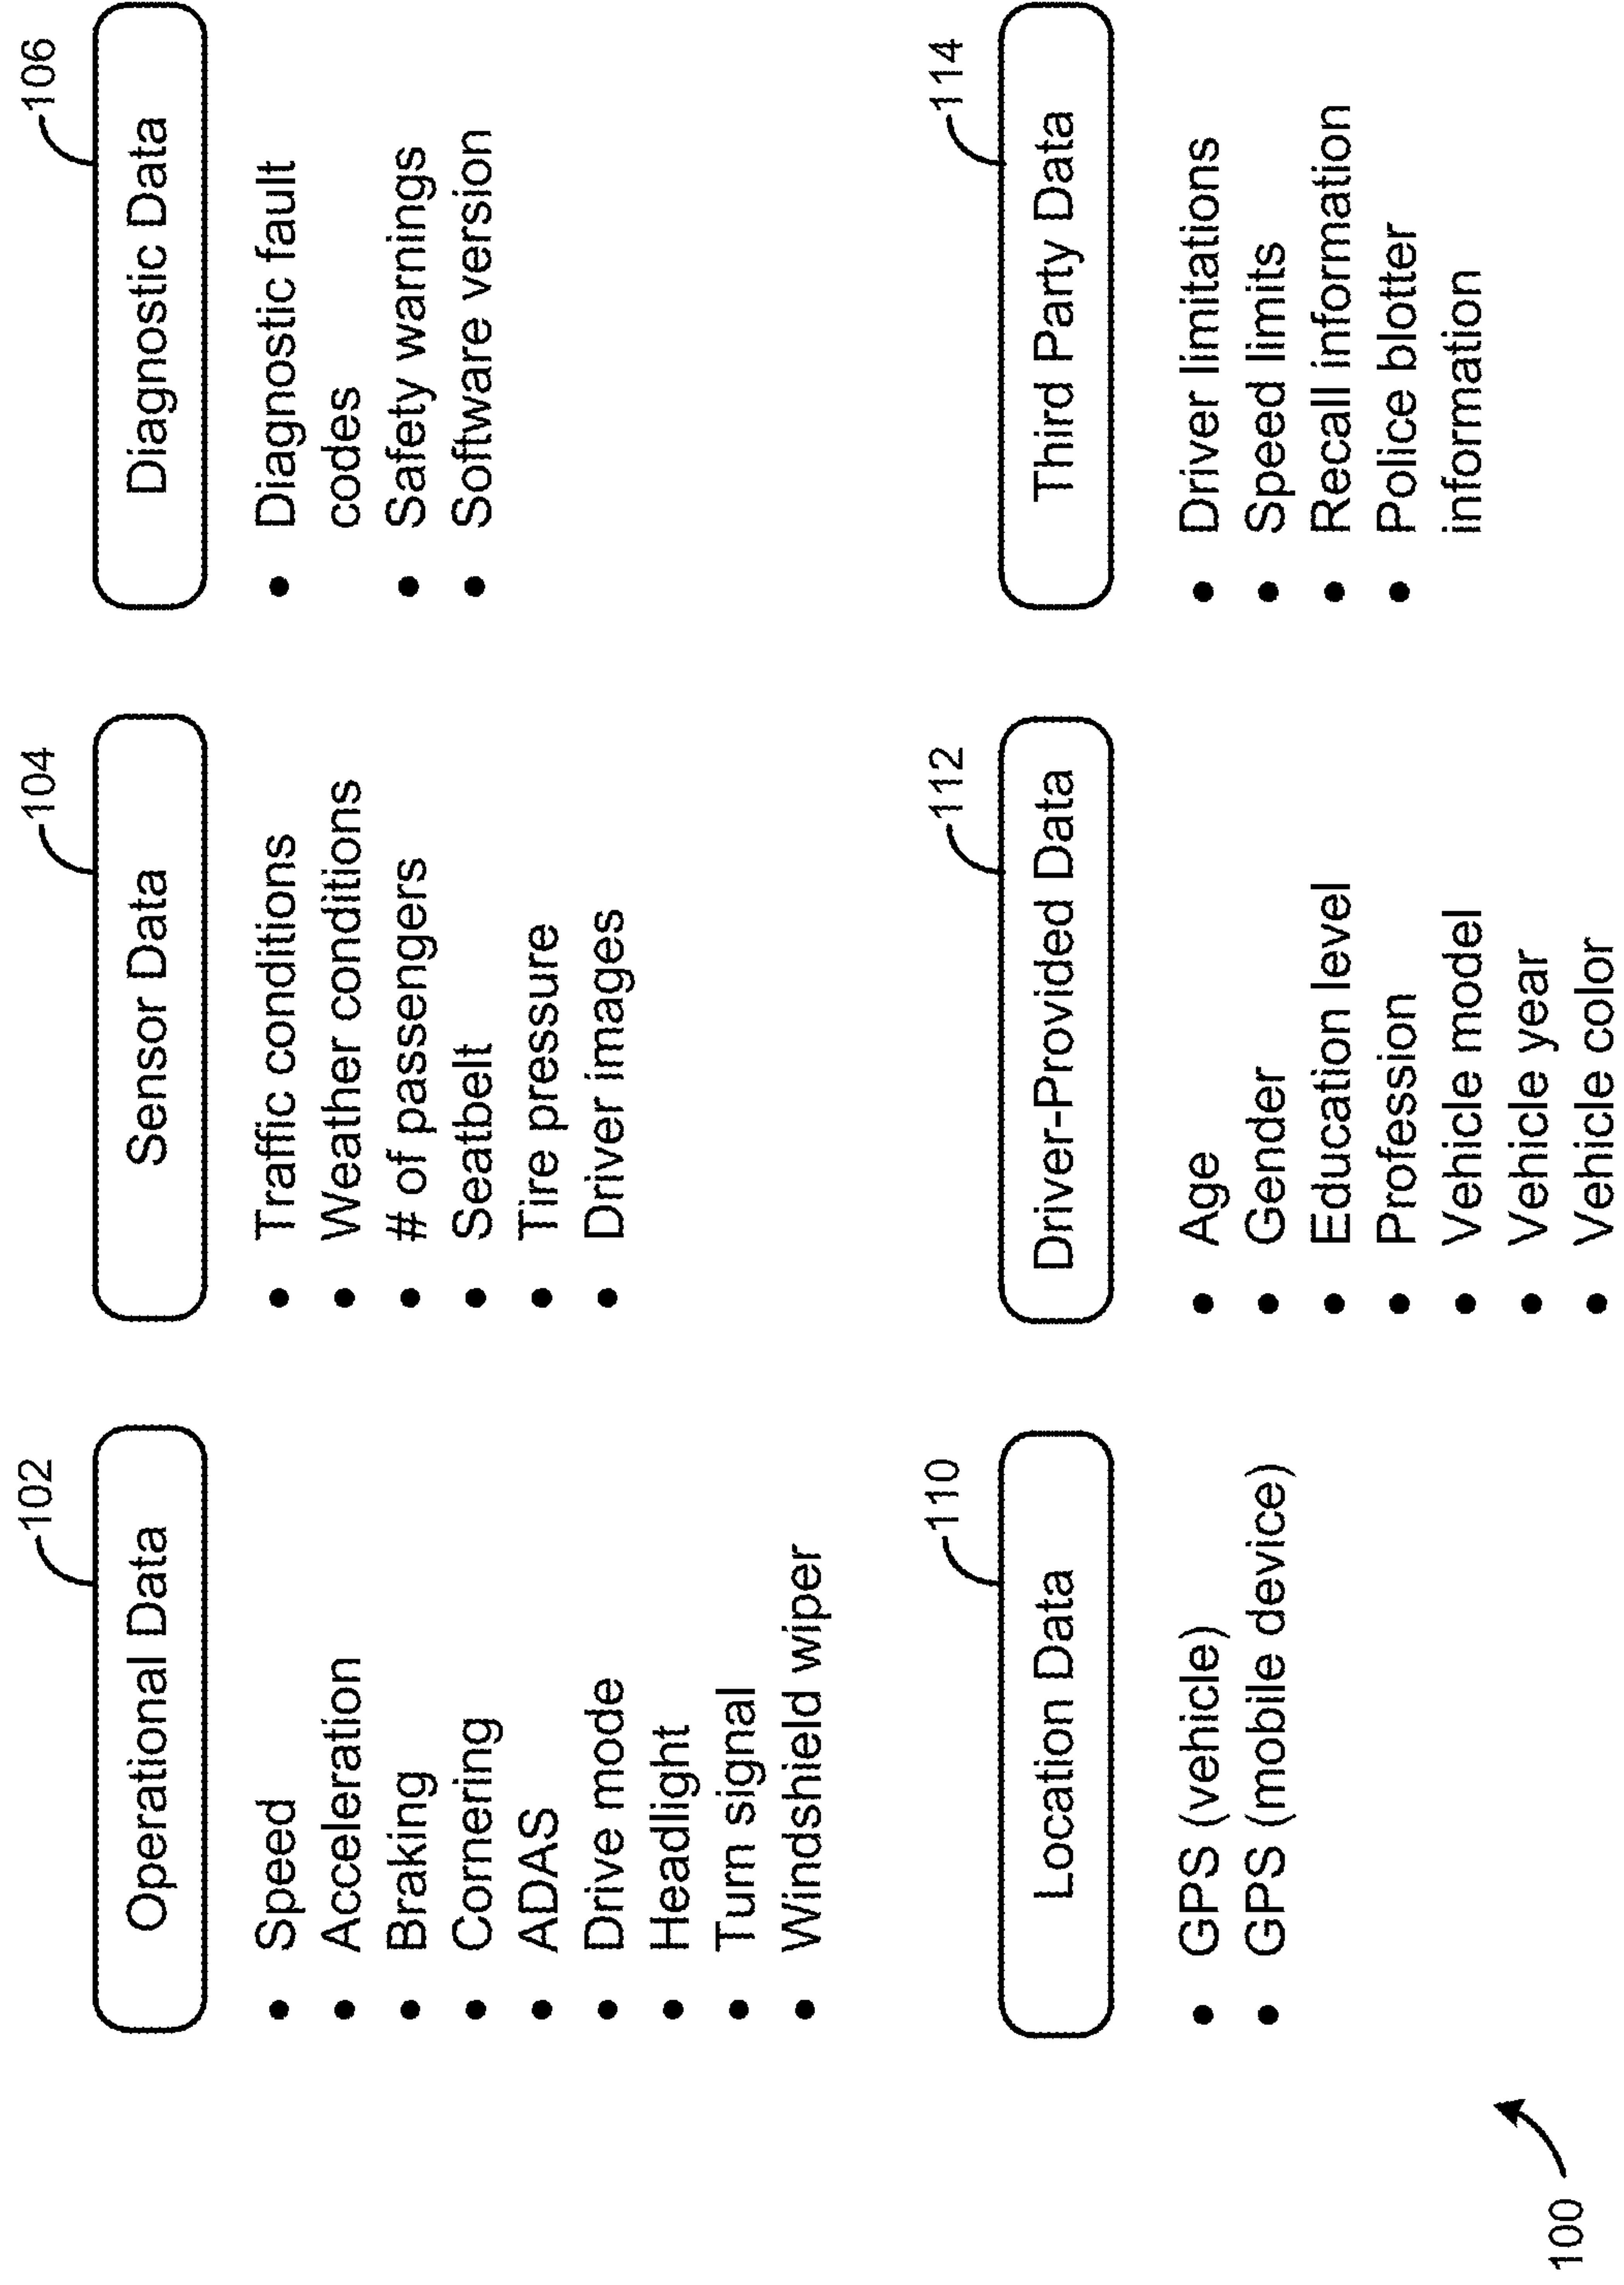 102
Operational Data
• Speed
• Acceleration
• Braking
• Cornering
• ADAS
• Drive mode
• Headlight
• Turn signal
• Windshield wiper
104
Sensor Data
• Traffic conditions
• Weather conditions
• # of passengers
• Seatbelt
• Tire pressure
• Driver images
106
Diagnostic Data
• Diagnostic fault
codes
• Safety warnings
• Software version
110
Location Data
• GPS (vehicle)
• GPS (mobile device)
112
Driver-Provided Data
• Age
• Gender
• Education level
• Profession
• Vehicle model
• Vehicle year
• Vehicle color
114
Third Party Data
• Driver limitations
• Speed limits
• Recall information
• Police blotter
information
100